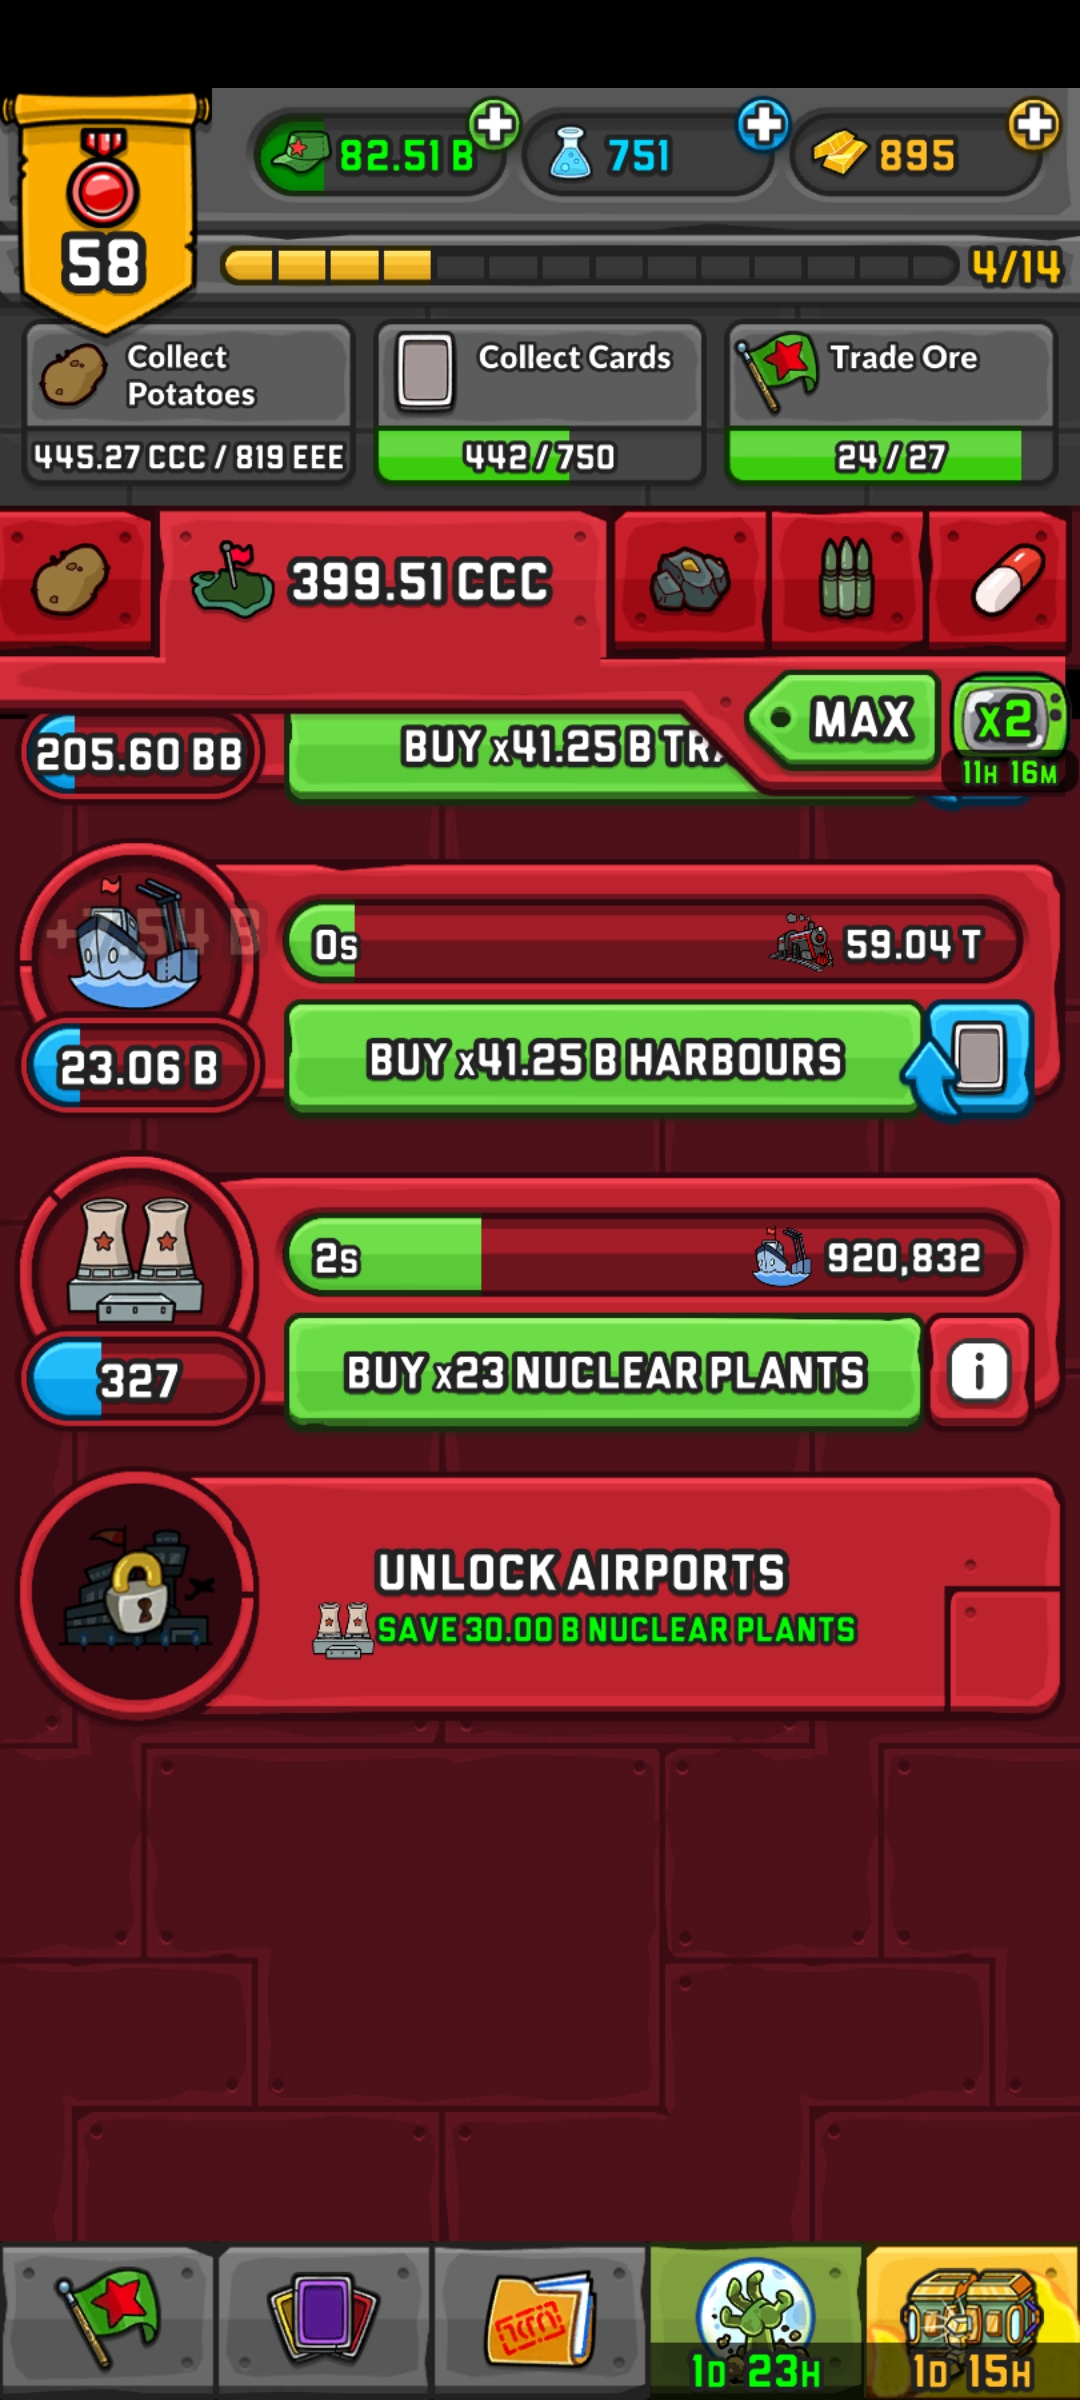 82.51 B
751
895
58
4/14
Collect
Potatoes
Collect Cards
Trade Ore
445.27 CCC / 819 EEE
442/750
24/27
399.51 CCC
MAX
x2
11H 16M
205.60 BB
BUY x41.25 B TRA
0s
59.04 T
23.06 B
BUY x41.25 B HARBOURS
2s
920,832
327
BUY x23 NUCLEAR PLANTS
i
UNLOCK AIRPORTS
SAVE 30.00 B NUCLEAR PLANTS
1D 23H
1D 15H